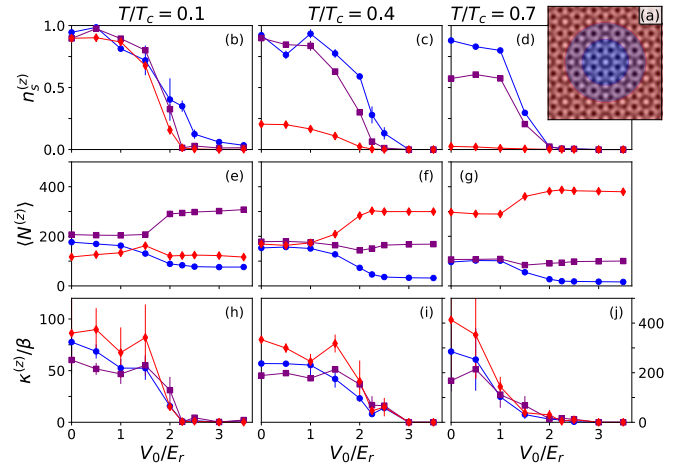 T/T_c = 0.1
T/T_c = 0.4
T/T_c = 0.7
(a)
(b)
(c)
(d)
1.0
0.5
0.0
n_s^{(z)}
(e)
(f)
(g)
400
200
0
⟨N^{(z)}⟩
(h)
(i)
(j)
100
50
0
κ^{(z)}/β
400
200
0
0 1 2 3
0 1 2 3
0 1 2 3
V_0/E_r
V_0/E_r
V_0/E_r